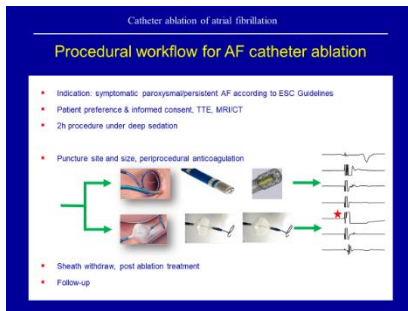 Catheter ablation of atrial fibrillation
Procedural workflow for AF catheter ablation
Indication: symptomatic paroxysmal/persistent AF according to ESC Guidelines
Patient preference & informed consent, TTE, MRI/CT
2h procedure under deep sedation
Puncture site and size, periprocedural anticoagulation
Sheath withdraw, post ablation treatment
Follow-up